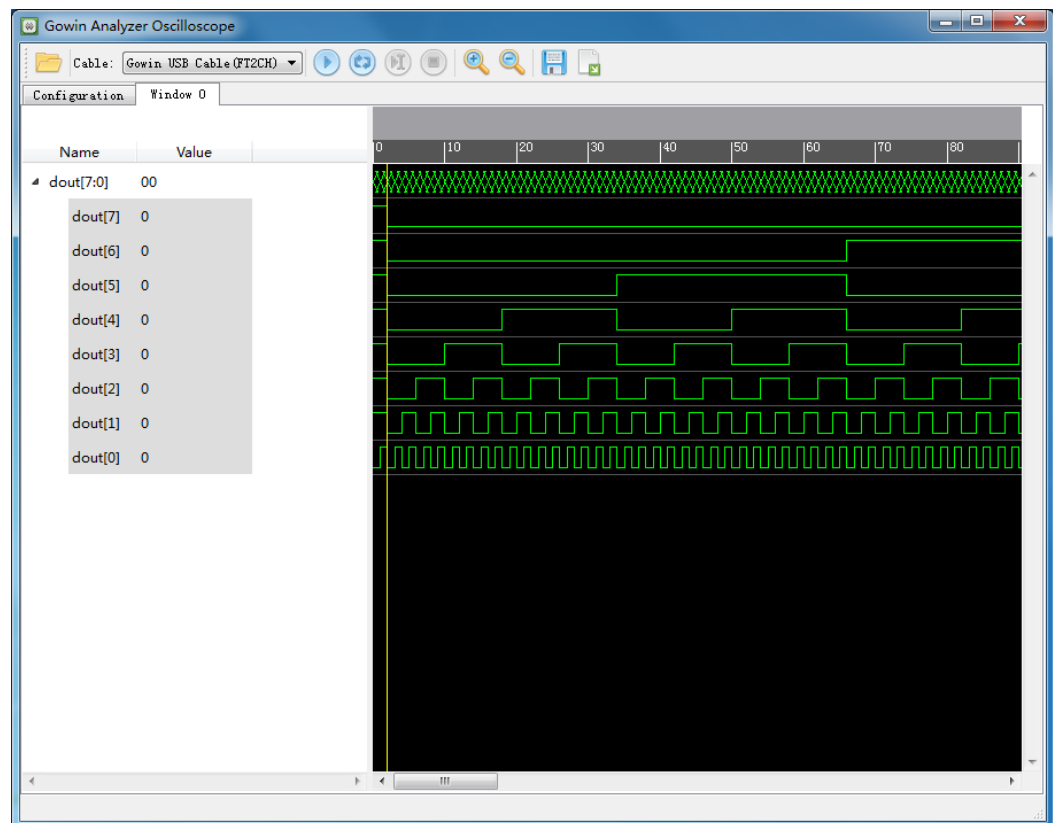 Gowin Analyzer Oscilloscope
Cable: Gowin USB Cable(FT2CH)
Configuration Window 0
Name Value
0 10 20 30 40 50 60 70 80
dout[7:0] 00
dout[7] 0
dout[6] 0
dout[5] 0
dout[4] 0
dout[3] 0
dout[2] 0
dout[1] 0
dout[0] 0